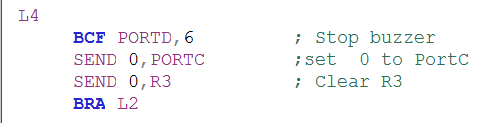 L4
BCF PORTD,6 ; Stop buzzer
SEND 0,PORTC ;set 0 to PortC
SEND 0,R3 ; Clear R3
BRA L2